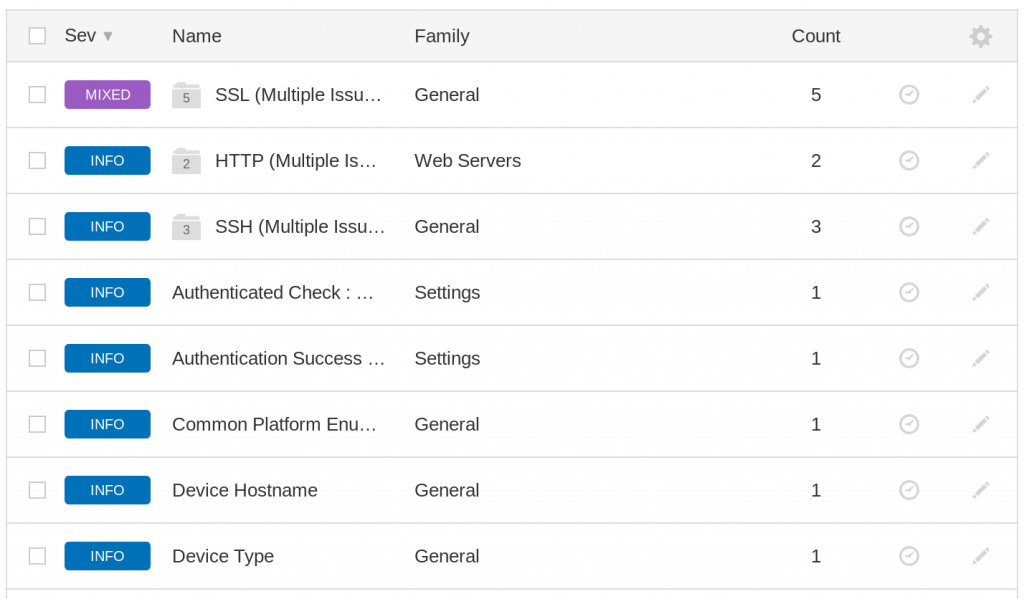 Sev ▼ Name Family Count
MIXED 5 SSL (Multiple Issu… General 5
INFO 2 HTTP (Multiple Is… Web Servers 2
INFO 3 SSH (Multiple Issu… General 3
INFO Authenticated Check : … Settings 1
INFO Authentication Success … Settings 1
INFO Common Platform Enu… General 1
INFO Device Hostname General 1
INFO Device Type General 1